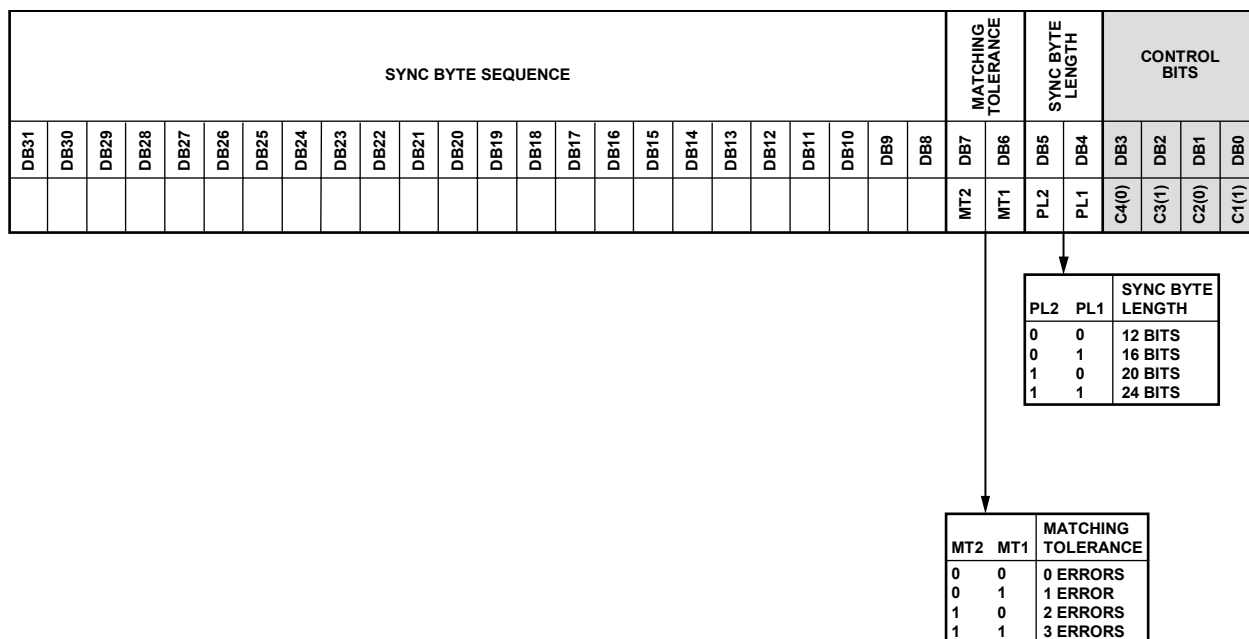 SYNC BYTE SEQUENCE
MATCHING
TOLERANCE
SYNC BYTE
LENGTH
CONTROL
BITS
DB31 DB30 DB29 DB28 DB27 DB26 DB25 DB24 DB23 DB22 DB21 DB20 DB19 DB18 DB17 DB16 DB15 DB14 DB13 DB12 DB11 DB10 DB9 DB8 DB7 DB6 DB5 DB4 DB3 DB2 DB1 DB0
MT2 MT1 PL2 PL1 C4(0) C3(1) C2(0) C1(1)
SYNC BYTE
PL2 PL1 LENGTH
0 0 12 BITS
0 1 16 BITS
1 0 20 BITS
1 1 24 BITS
MATCHING
MT2 MT1 TOLERANCE
0 0 0 ERRORS
0 1 1 ERROR
1 0 2 ERRORS
1 1 3 ERRORS